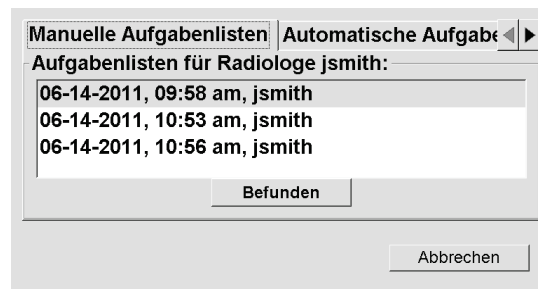 Manuelle Aufgabenlisten Automatische Aufgabe
Aufgabenlisten für Radiologe jsmith:
06-14-2011, 09:58 am, jsmith
06-14-2011, 10:53 am, jsmith
06-14-2011, 10:56 am, jsmith
Befunden
Abbrechen